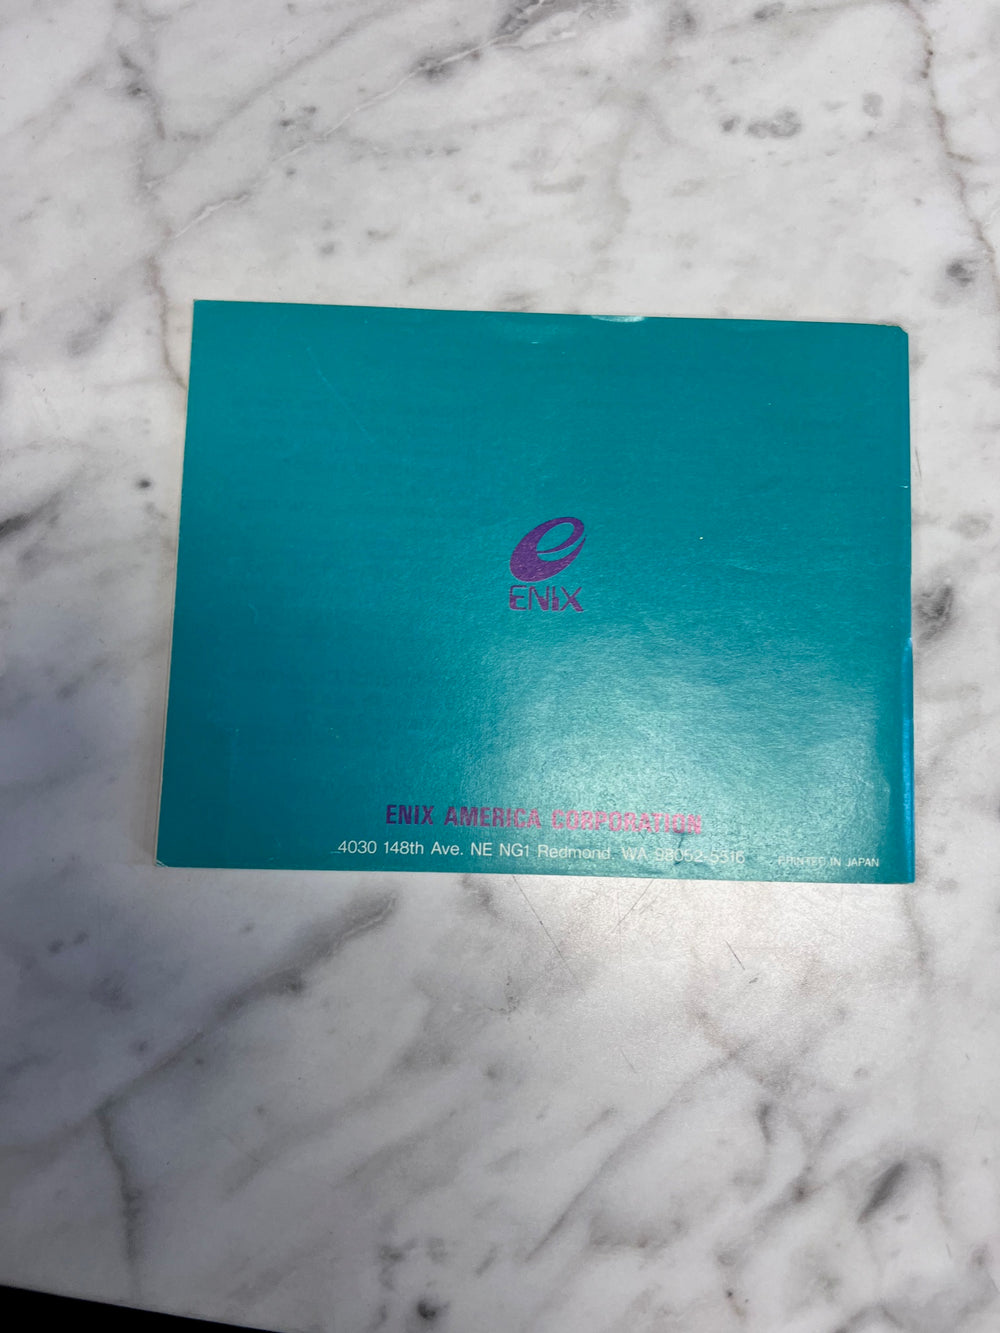 ENIX
ENIX AMERICA CORPORATION
4030 148th Ave. NE NG1 Redmond, WA 98052-5316
PRINTED IN JAPAN